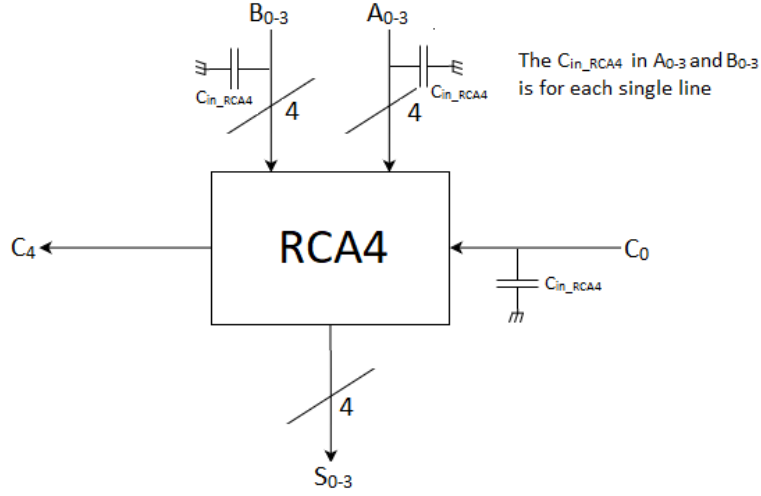 B0-3
A0-3
The Cin_RCA4 in A0-3 and B0-3
is for each single line
Cin_RCA4
Cin_RCA4
4
4
RCA4
C4
C0
Cin_RCA4
4
S0-3